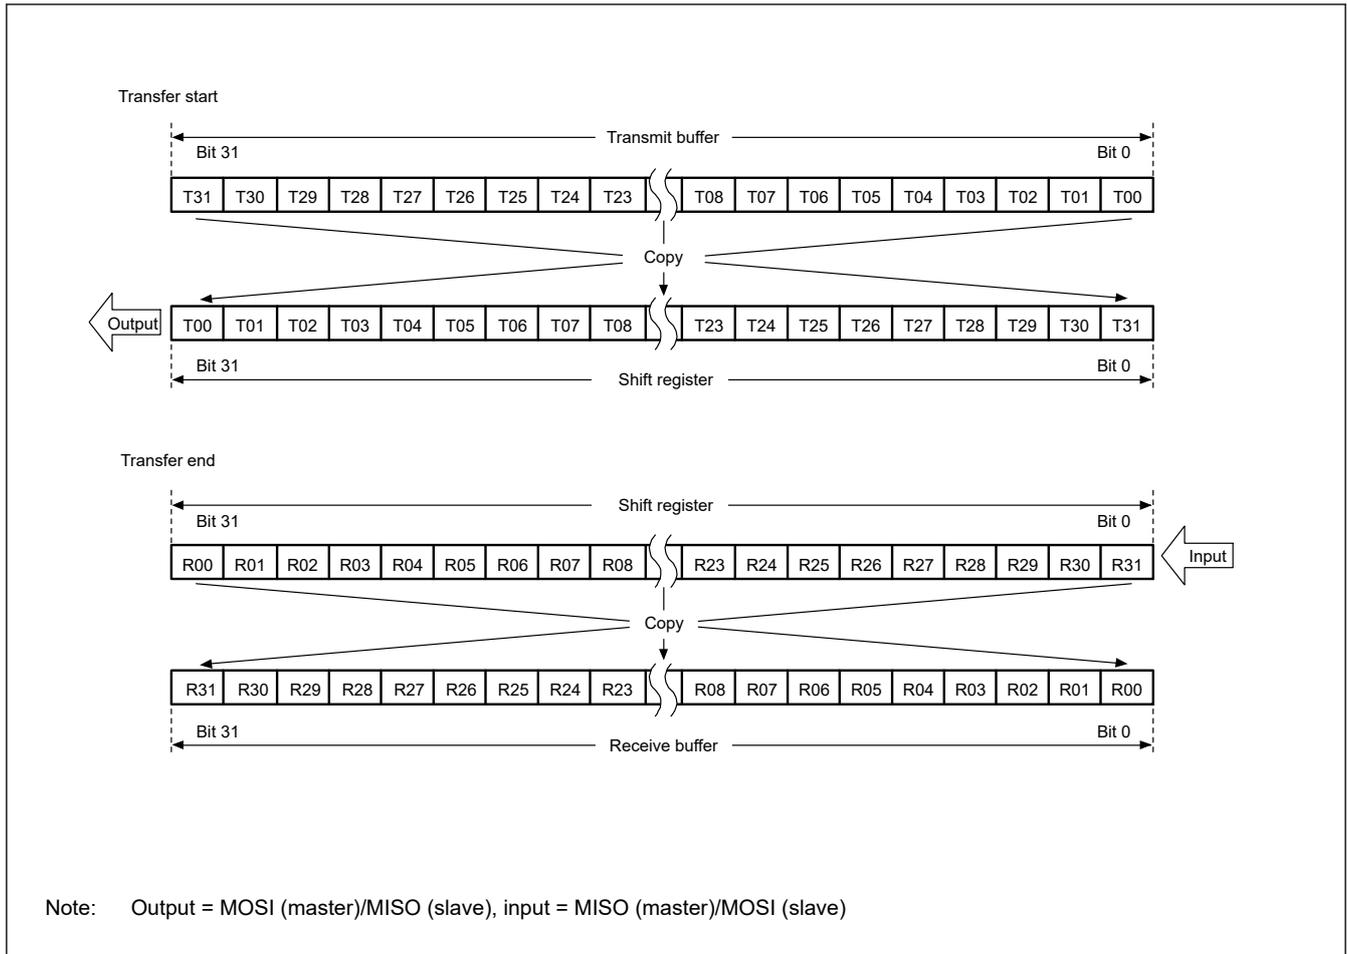 Transfer start
Transmit buffer
Bit 31 Bit 0
T31 T30 T29 T28 T27 T26 T25 T24 T23 T08 T07 T06 T05 T04 T03 T02 T01 T00
Copy
Output T00 T01 T02 T03 T04 T05 T06 T07 T08 T23 T24 T25 T26 T27 T28 T29 T30 T31
Bit 31 Bit 0
Shift register
Transfer end
Shift register
Bit 31 Bit 0
R00 R01 R02 R03 R04 R05 R06 R07 R08 R23 R24 R25 R26 R27 R28 R29 R30 R31 Input
Copy
R31 R30 R29 R28 R27 R26 R25 R24 R23 R08 R07 R06 R05 R04 R03 R02 R01 R00
Bit 31 Bit 0
Receive buffer
Note: Output = MOSI (master)/MISO (slave), input = MISO (master)/MOSI (slave)